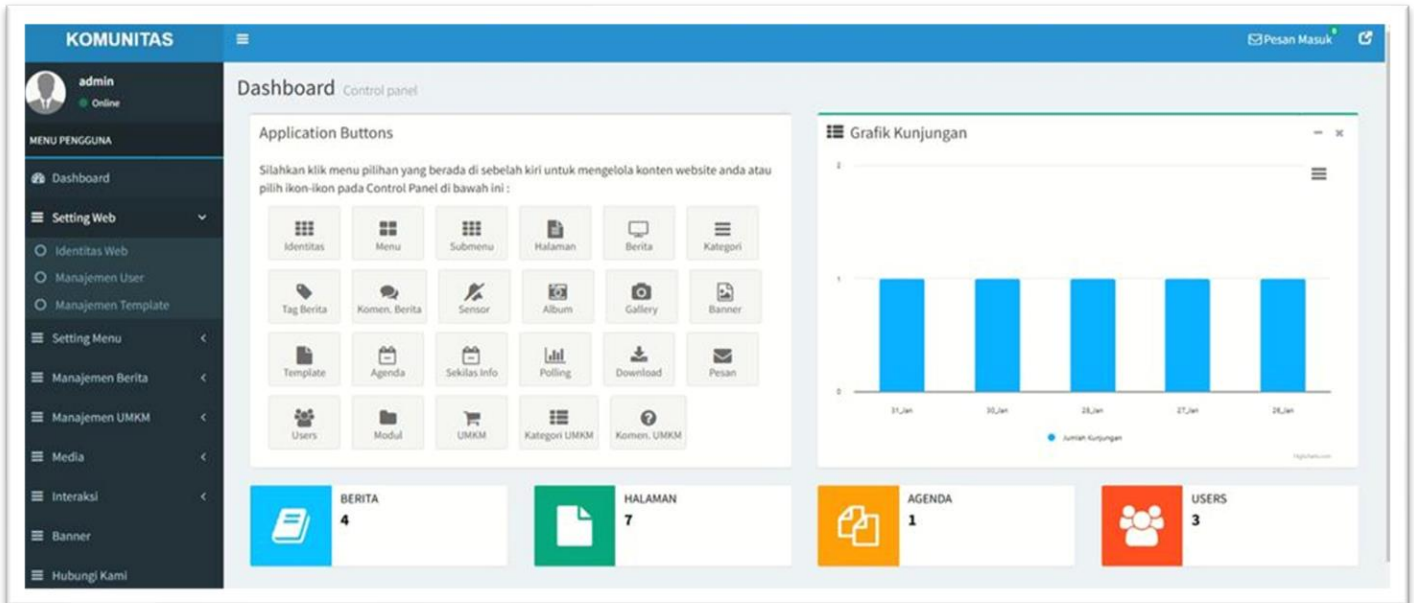 KOMUNITAS
Pesan Masuk 0
admin
Online
MENU PENGGUNA
Dashboard
Setting Web
Identitas Web
Manajemen User
Manajemen Template
Setting Menu
Manajemen Berita
Manajemen UMKM
Media
Interaksi
Banner
Hubungi Kami
Dashboard Control panel
Application Buttons
Silahkan klik menu pilihan yang berada di sebelah kiri untuk mengelola konten website anda atau
pilih ikon-ikon pada Control Panel di bawah ini :
Identitas Menu Submenu Halaman Berita Kategori
Tag Berita Komen. Berita Sensor Album Gallery Banner
Template Agenda Sekilas Info Polling Download Pesan
Users Modul UMKM Kategori UMKM Komen. UMKM
Grafik Kunjungan
2
1
0
31_Jan 30_Jan 28_Jan 27_Jan 26_Jan
Jumlah Kunjungan
Highcharts.com
BERITA
4
HALAMAN
7
AGENDA
1
USERS
3